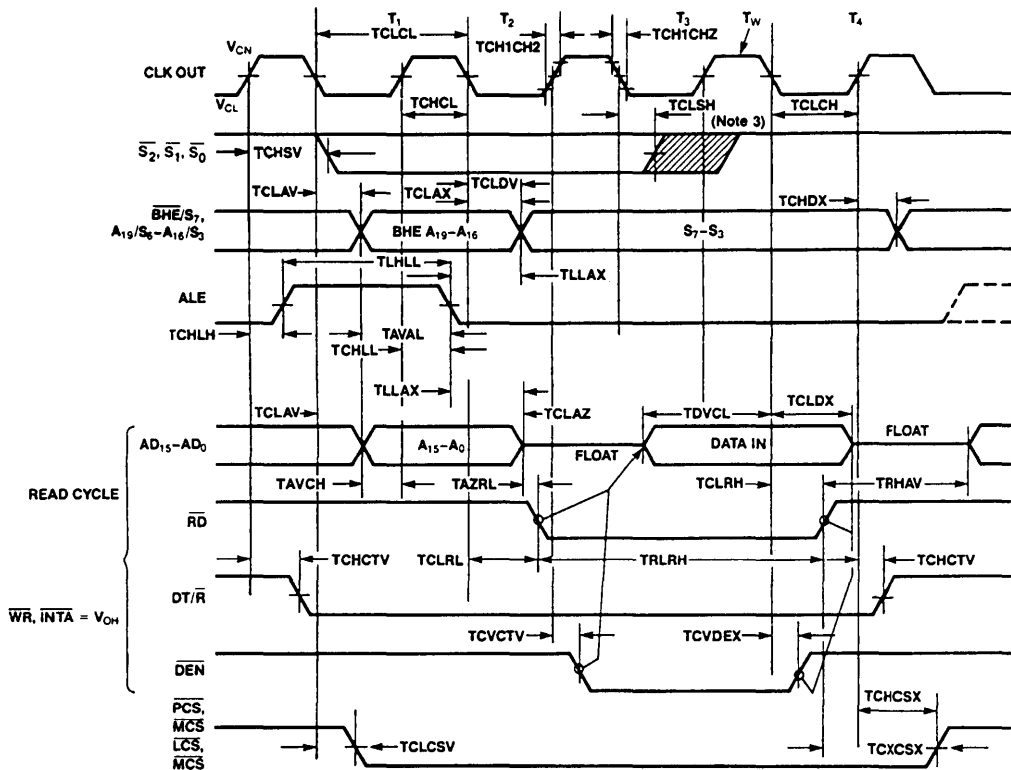 T1 T2 T3 TW T4
TCLCL TCH1CH2 TCH1CHZ
VCN
CLK OUT
VCL
TCHCL TCLSH TCLCH
(Note 3)
S2, S1, S0
TCHSV
TCLAV TCLAX TCLDV TCHDX
BHE/S7,
A19/S6–A16/S3
BHE A19–A16 S7–S3
TLHLL TLLAX
ALE
TCHLH TAVAL
TCHLL
TLLAX
TCLAV TCLAZ TDVCL TCLDX
AD15–AD0 A15–A0 FLOAT DATA IN FLOAT
READ CYCLE
TAVCH TAZRL TCLRH TRHAV
RD
TCHCTV TCLRL TRLRH TCHCTV
DT/R
WR, INTA = VOH
TCVCTV TCVDEX
DEN
PCS,
MCS
LCS,
MCS
TCHCSX
TCLCSV TCXCSX